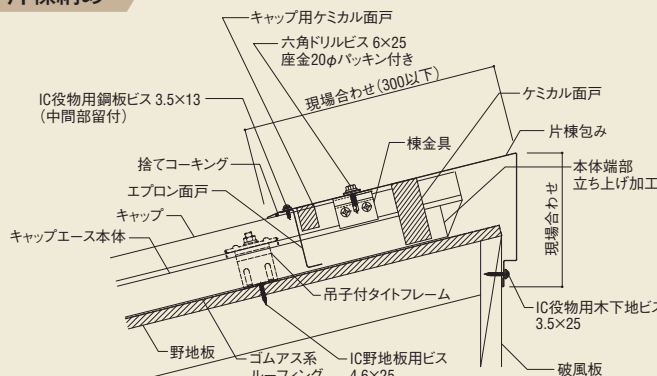 キャップ用ケミカル面戸
六角ドリルビス 6×25
座金20φパッキン付き
現場合わせ(300以下)
ケミカル面戸
IC役物用鋼板ビス 3.5×13
(中間部留付)
片棟包み
棟金具
捨てコーキング
本体端部
立ち上げ加工
エプロン面戸
キャップ
キャップエース本体
現場合わせ
吊子付タイトフレーム
IC役物用木下地ビス
3.5×25
野地板
ゴムアス系
ルーフィング
IC野地板用ビス
4.6×25
破風板